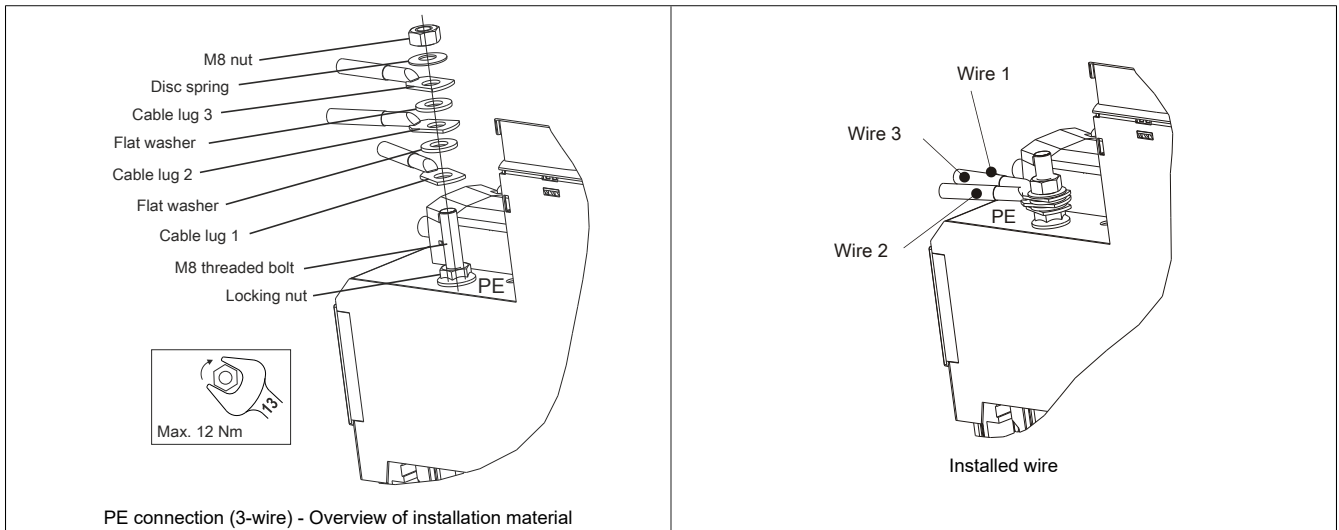 M8 nut
Disc spring
Cable lug 3
Flat washer
Cable lug 2
Flat washer
Cable lug 1
M8 threaded bolt
Locking nut
PE
13
Max. 12 Nm
PE connection (3-wire) - Overview of installation material
Wire 1
Wire 3
PE
Wire 2
Installed wire